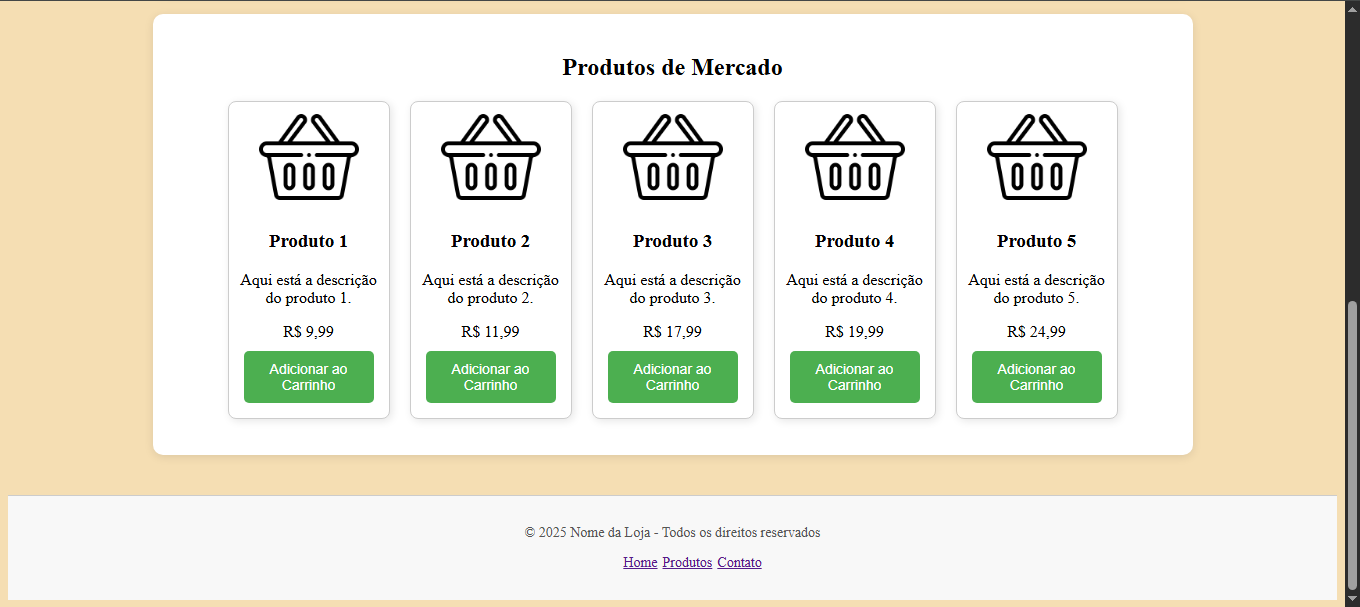 Produtos de Mercado
Produto 1
Aqui está a descrição
do produto 1.
R$ 9,99
Adicionar ao
Carrinho
Produto 2
Aqui está a descrição
do produto 2.
R$ 11,99
Adicionar ao
Carrinho
Produto 3
Aqui está a descrição
do produto 3.
R$ 17,99
Adicionar ao
Carrinho
Produto 4
Aqui está a descrição
do produto 4.
R$ 19,99
Adicionar ao
Carrinho
Produto 5
Aqui está a descrição
do produto 5.
R$ 24,99
Adicionar ao
Carrinho
© 2025 Nome da Loja - Todos os direitos reservados
Home Produtos Contato